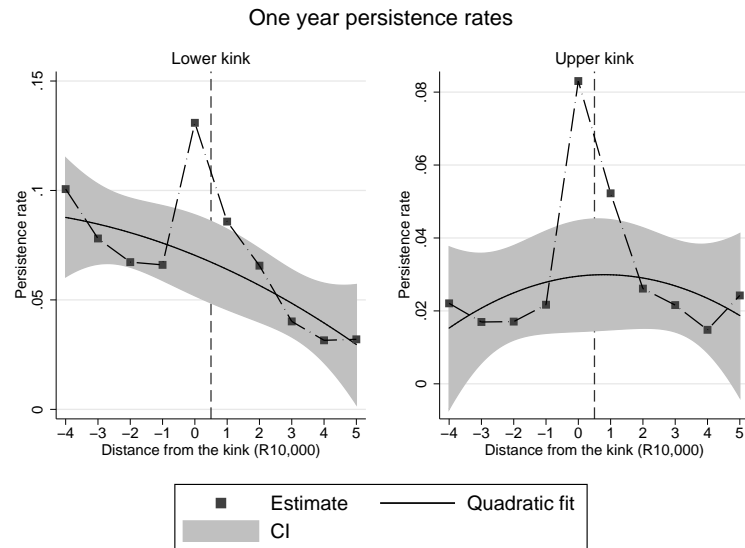 One year persistence rates
Lower kink
Persistence rate
.15
.1
.05
0
−4 −3 −2 −1 0 1 2 3 4 5
Distance from the kink (R10,000)
Upper kink
Persistence rate
.08
.06
.04
.02
0
−4 −3 −2 −1 0 1 2 3 4 5
Distance from the kink (R10,000)
Estimate
Quadratic fit
CI